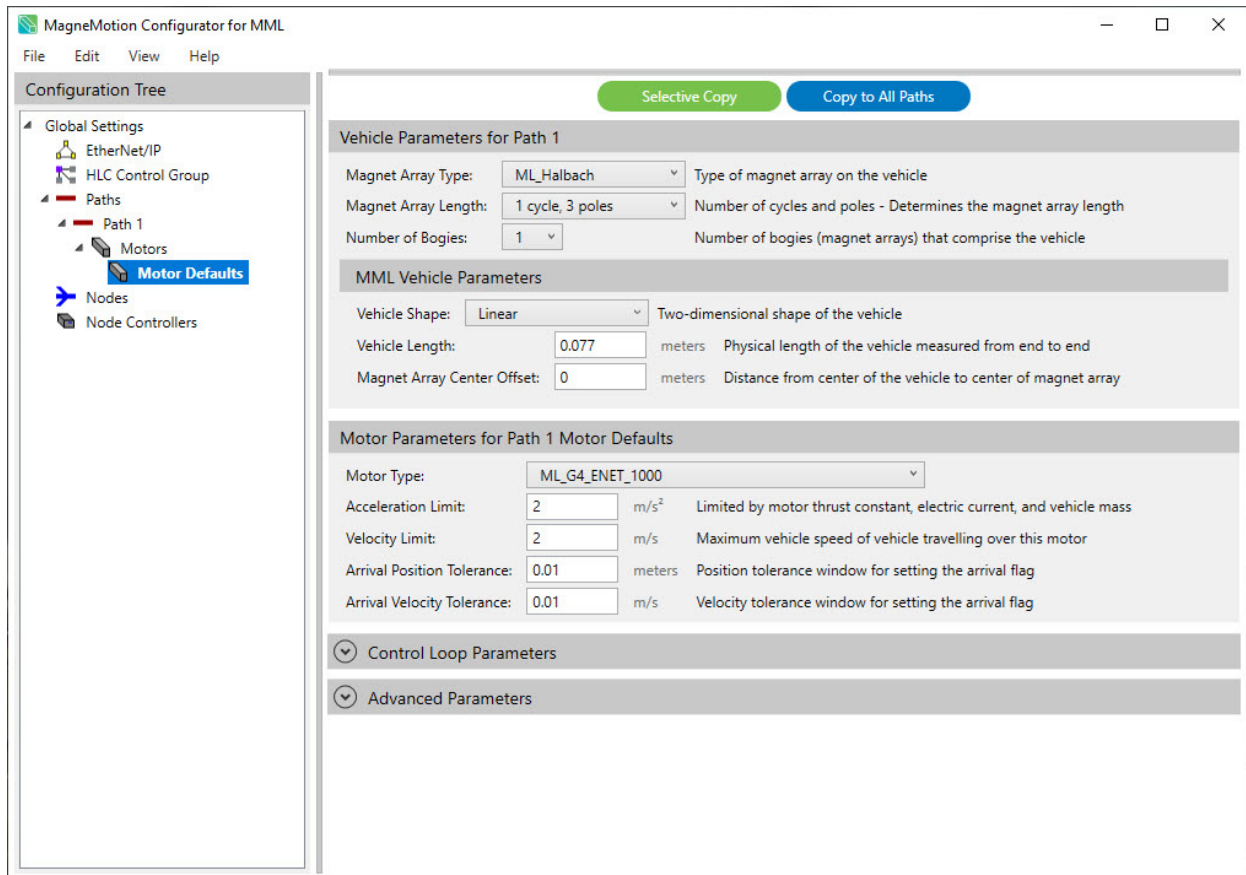 MagneMotion Configurator for MML
File Edit View Help
Configuration Tree
Global Settings
EtherNet/IP
HLC Control Group
Paths
Path 1
Motors
Motor Defaults
Nodes
Node Controllers
Selective Copy Copy to All Paths
Vehicle Parameters for Path 1
Magnet Array Type: ML_Halbach Type of magnet array on the vehicle
Magnet Array Length: 1 cycle, 3 poles Number of cycles and poles - Determines the magnet array length
Number of Bogies: 1 Number of bogies (magnet arrays) that comprise the vehicle
MML Vehicle Parameters
Vehicle Shape: Linear Two-dimensional shape of the vehicle
Vehicle Length: 0.077 meters Physical length of the vehicle measured from end to end
Magnet Array Center Offset: 0 meters Distance from center of the vehicle to center of magnet array
Motor Parameters for Path 1 Motor Defaults
Motor Type: ML_G4_ENET_1000
Acceleration Limit: 2 m/s² Limited by motor thrust constant, electric current, and vehicle mass
Velocity Limit: 2 m/s Maximum vehicle speed of vehicle travelling over this motor
Arrival Position Tolerance: 0.01 meters Position tolerance window for setting the arrival flag
Arrival Velocity Tolerance: 0.01 m/s Velocity tolerance window for setting the arrival flag
Control Loop Parameters
Advanced Parameters